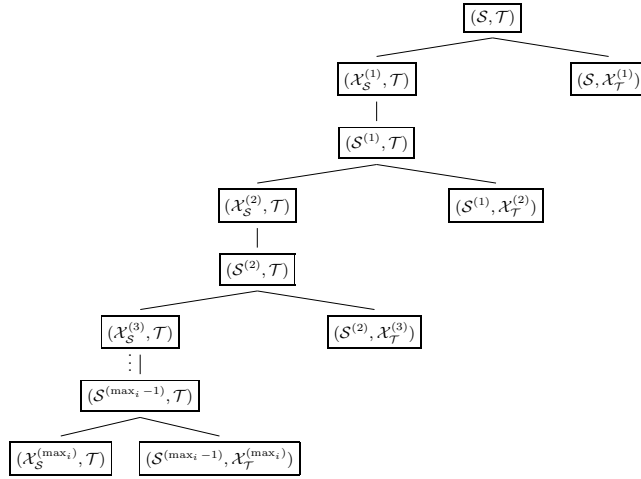 (𝒮, 𝒯)
(𝒳_𝒮^{(1)}, 𝒯) (𝒮, 𝒳_𝒯^{(1)})
(𝒮^{(1)}, 𝒯)
(𝒳_𝒮^{(2)}, 𝒯) (𝒮^{(1)}, 𝒳_𝒯^{(2)})
(𝒮^{(2)}, 𝒯)
(𝒳_𝒮^{(3)}, 𝒯) (𝒮^{(2)}, 𝒳_𝒯^{(3)})
⋮
(𝒮^{(max_i −1)}, 𝒯)
(𝒳_𝒮^{(max_i)}, 𝒯) (𝒮^{(max_i −1)}, 𝒳_𝒯^{(max_i)})